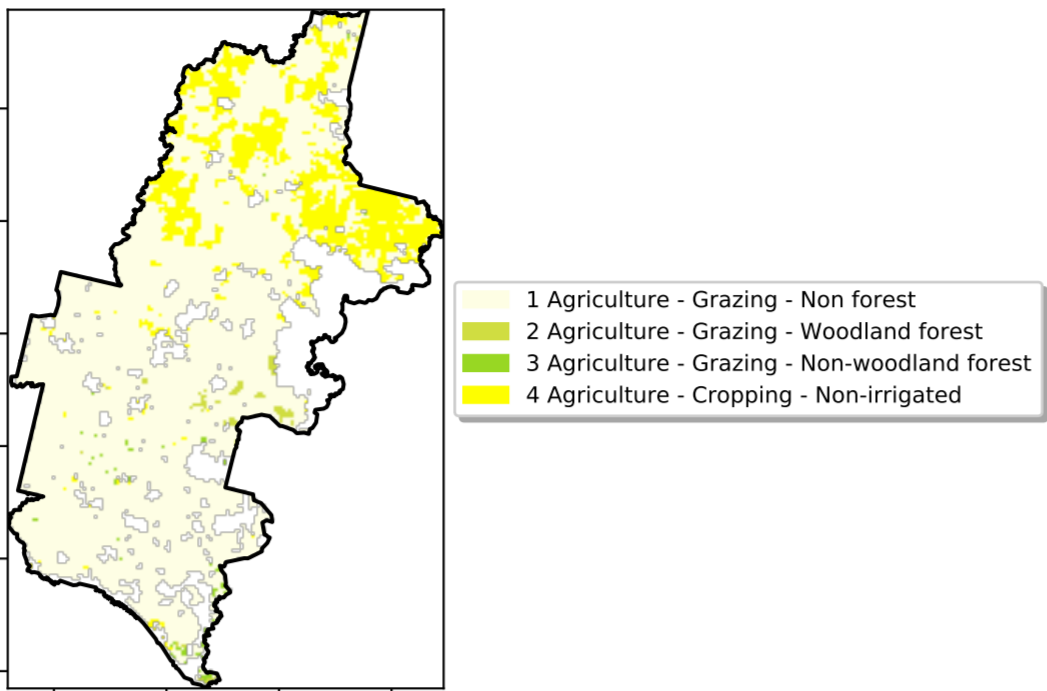 1 Agriculture - Grazing - Non forest
2 Agriculture - Grazing - Woodland forest
3 Agriculture - Grazing - Non-woodland forest
4 Agriculture - Cropping - Non-irrigated